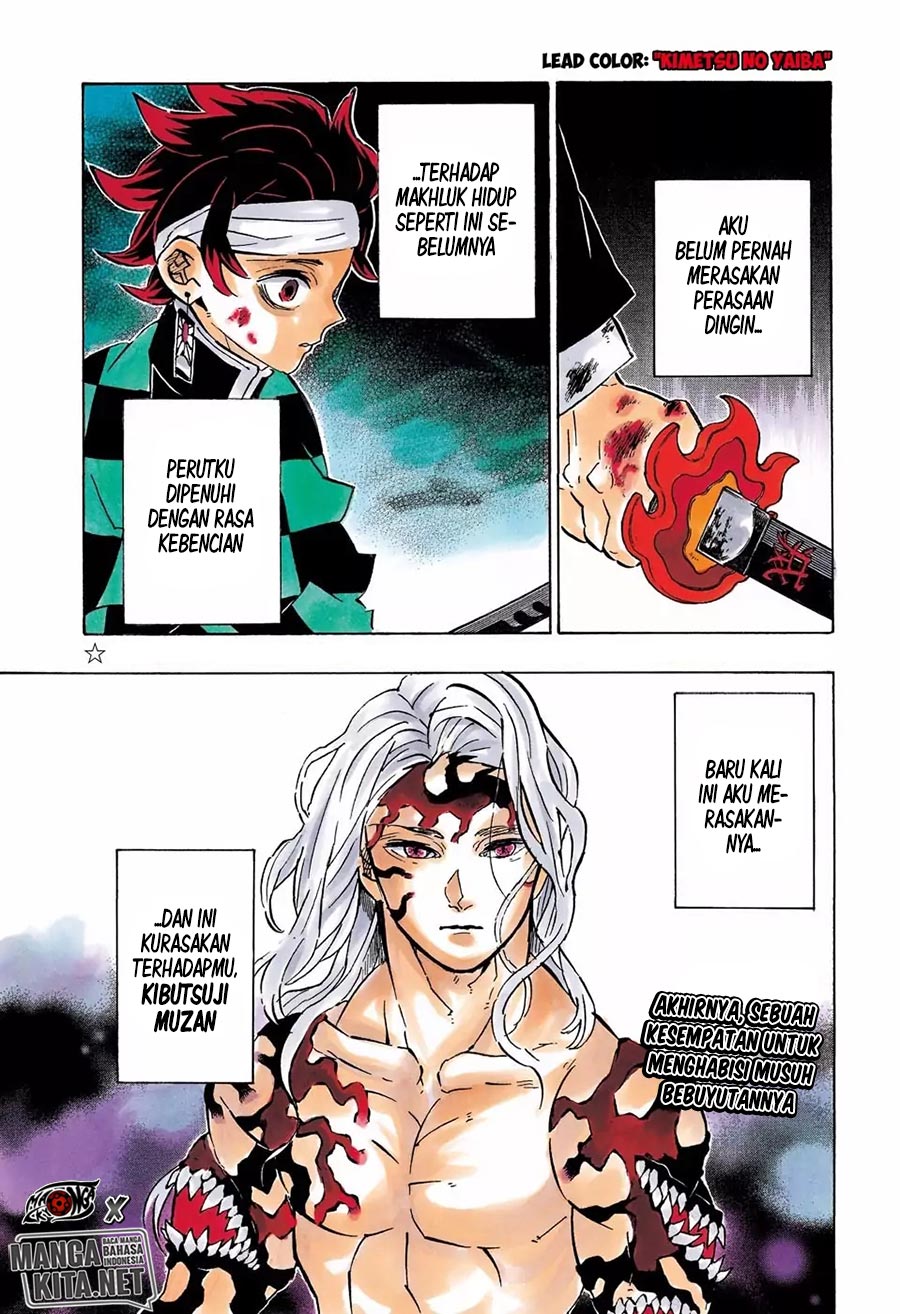 LEAD COLOR: "KIMETSU NO YAIBA"
AKU
BELUM PERNAH
MERASAKAN
PERASAAN
DINGIN...
...TERHADAP
MAKHLUK HIDUP
SEPERTI INI SE-
BELUMNYA
PERUTKU
DIPENUHI
DENGAN RASA
KEBENCIAN
BARU KALI
INI AKU ME-
RASAKAN-
NYA...
...DAN INI
KURASAKAN
TERHADAPMU,
KIBUTSUJI
MUZAN
AKHIRNYA, SEBUAH
KESEMPATAN UNTUK
MENGHABISI MUSUH
BEBUYUTANNYA
X
MANGA
BACA MANGA
BAHASA
INDONESIA
KITA.NET